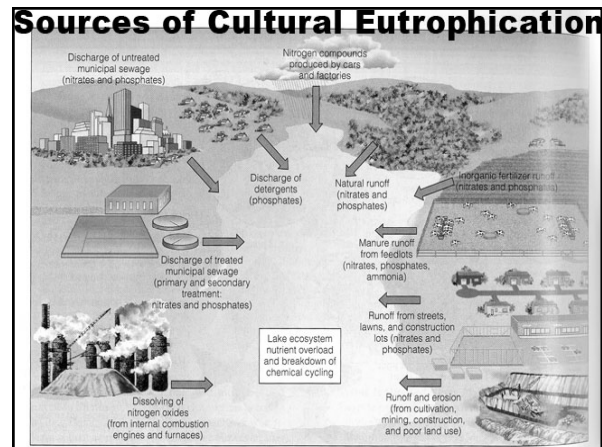 Sources of Cultural Eutrophication
Discharge of untreated
municipal sewage
(nitrates and phosphates)
Nitrogen compounds
produced by cars
and factories
Discharge of
detergents
(phosphates)
Natural runoff
(nitrates and
phosphates)
Inorganic fertilizer runoff
(nitrates and phosphates)
Manure runoff
from feedlots
(nitrates, phosphates,
ammonia)
Discharge of treated
municipal sewage
(primary and secondary
treatment:
nitrates and phosphates)
Runoff from streets,
lawns, and construction
lots (nitrates and
phosphates)
Lake ecosystem
nutrient overload
and breakdown of
chemical cycling
Dissolving of
nitrogen oxides
(from internal combustion
engines and furnaces)
Runoff and erosion
(from cultivation,
mining, construction,
and poor land use)